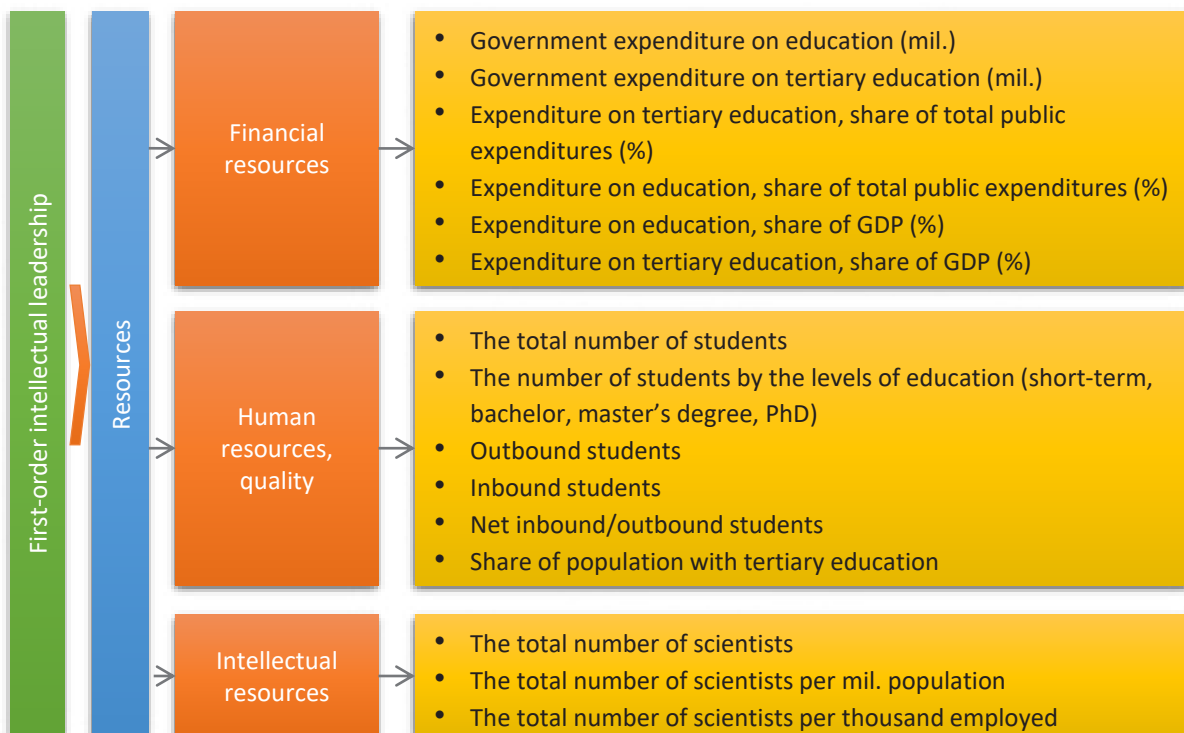 First-order intellectual leadership
Resources
Financial
resources
• Government expenditure on education (mil.)
• Government expenditure on tertiary education (mil.)
• Expenditure on tertiary education, share of total public
expenditures (%)
• Expenditure on education, share of total public expenditures (%)
• Expenditure on education, share of GDP (%)
• Expenditure on tertiary education, share of GDP (%)
Human
resources,
quality
• The total number of students
• The number of students by the levels of education (short-term,
bachelor, master’s degree, PhD)
• Outbound students
• Inbound students
• Net inbound/outbound students
• Share of population with tertiary education
Intellectual
resources
• The total number of scientists
• The total number of scientists per mil. population
• The total number of scientists per thousand employed